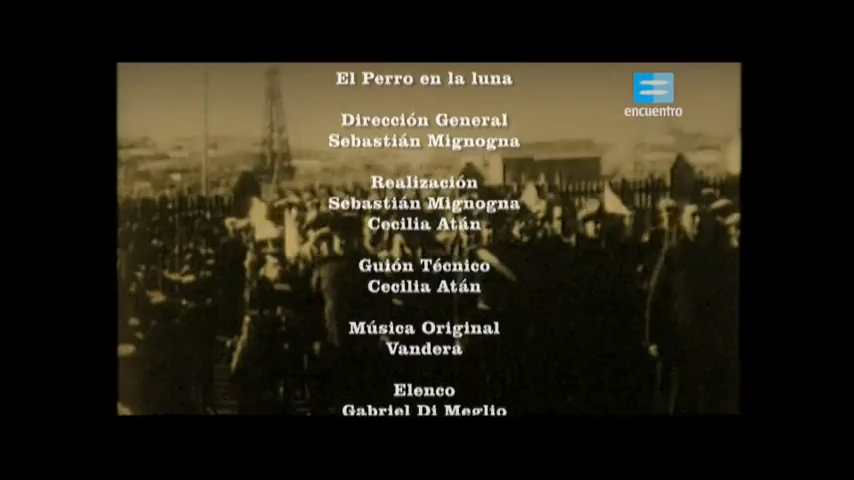 El Perro en la luna
encuentro
Dirección General
Sebastián Mignogna
Realización
Sebastián Mignogna
Cecilia Atán
Guión Técnico
Cecilia Atán
Música Original
Vandera
Elenco
Gabriel Di Meglio